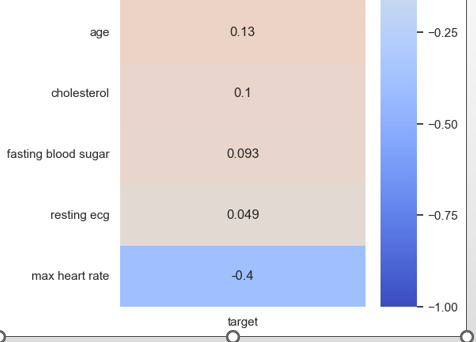 age 0.13
−0.25
cholesterol 0.1
−0.50
fasting blood sugar 0.093
resting ecg 0.049
−0.75
max heart rate -0.4
−1.00
target